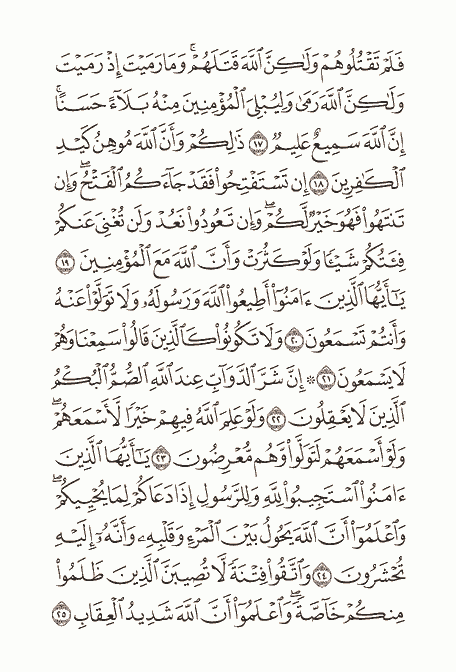 فَلَمْ تَقْتُلُوهُمْ وَلَٰكِنَّ ٱللَّهَ قَتَلَهُمْ ۚ وَمَا رَمَيْتَ إِذْ رَمَيْتَ
وَلَٰكِنَّ ٱللَّهَ رَمَىٰ وَلِيُبْلِىَ ٱلْمُؤْمِنِينَ مِنْهُ بَلَآءً حَسَنًا ۚ
إِنَّ ٱللَّهَ سَمِيعٌ عَلِيمٌ ١٧ ذَٰلِكُمْ وَأَنَّ ٱللَّهَ مُوهِنُ كَيْدِ
ٱلْكَٰفِرِينَ ١٨ إِن تَسْتَفْتِحُوا۟ فَقَدْ جَآءَكُمُ ٱلْفَتْحُ ۖ وَإِن
تَنتَهُوا۟ فَهُوَ خَيْرٌ لَّكُمْ ۖ وَإِن تَعُودُوا۟ نَعُدْ وَلَن تُغْنِىَ عَنكُمْ
فِئَتُكُمْ شَيْـًٔا وَلَوْ كَثُرَتْ وَأَنَّ ٱللَّهَ مَعَ ٱلْمُؤْمِنِينَ ١٩
يَٰٓأَيُّهَا ٱلَّذِينَ ءَامَنُوٓا۟ أَطِيعُوا۟ ٱللَّهَ وَرَسُولَهُۥ وَلَا تَوَلَّوْا۟ عَنْهُ
وَأَنتُمْ تَسْمَعُونَ ٢٠ وَلَا تَكُونُوا۟ كَٱلَّذِينَ قَالُوا۟ سَمِعْنَا وَهُمْ
لَا يَسْمَعُونَ ٢١ ۞ إِنَّ شَرَّ ٱلدَّوَآبِّ عِندَ ٱللَّهِ ٱلصُّمُّ ٱلْبُكْمُ
ٱلَّذِينَ لَا يَعْقِلُونَ ٢٢ وَلَوْ عَلِمَ ٱللَّهُ فِيهِمْ خَيْرًا لَّأَسْمَعَهُمْ ۖ
وَلَوْ أَسْمَعَهُمْ لَتَوَلَّوا۟ وَّهُم مُّعْرِضُونَ ٢٣ يَٰٓأَيُّهَا ٱلَّذِينَ
ءَامَنُوا۟ ٱسْتَجِيبُوا۟ لِلَّهِ وَلِلرَّسُولِ إِذَا دَعَاكُمْ لِمَا يُحْيِيكُمْ ۖ
وَٱعْلَمُوٓا۟ أَنَّ ٱللَّهَ يَحُولُ بَيْنَ ٱلْمَرْءِ وَقَلْبِهِۦ وَأَنَّهُۥٓ إِلَيْهِ
تُحْشَرُونَ ٢٤ وَٱتَّقُوا۟ فِتْنَةً لَّا تُصِيبَنَّ ٱلَّذِينَ ظَلَمُوا۟
مِنكُمْ خَآصَّةً ۖ وَٱعْلَمُوٓا۟ أَنَّ ٱللَّهَ شَدِيدُ ٱلْعِقَابِ ٢٥